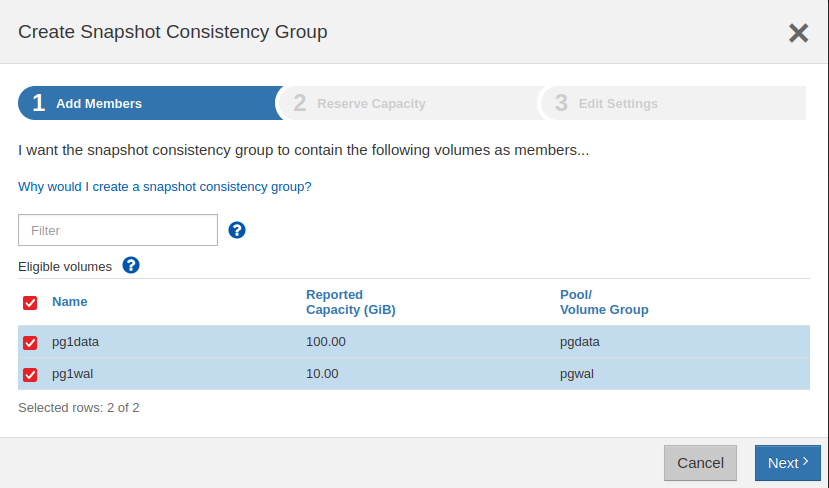 Create Snapshot Consistency Group
1 Add Members
2 Reserve Capacity
3 Edit Settings
I want the snapshot consistency group to contain the following volumes as members...
Why would I create a snapshot consistency group?
Filter
?
Eligible volumes ?
Name
Reported
Capacity (GiB)
Pool/
Volume Group
pg1data 100.00 pgdata
pg1wal 10.00 pgwal
Selected rows: 2 of 2
Cancel
Next ›